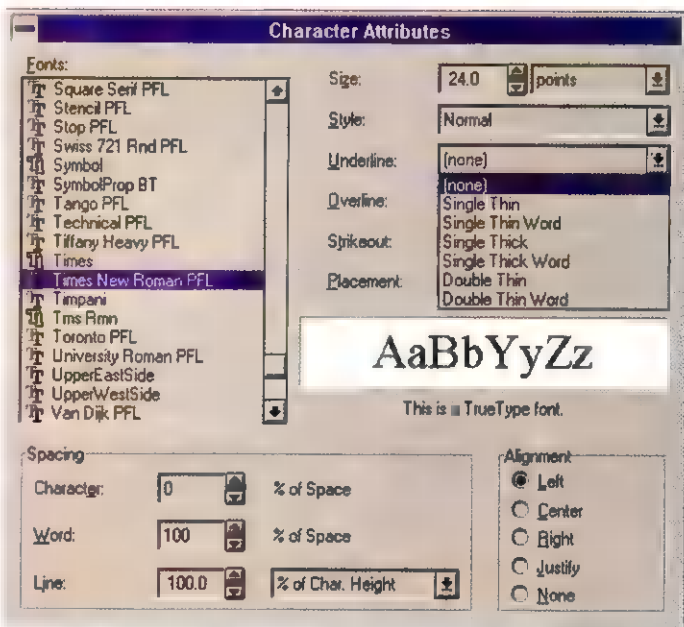 Character Attributes
Fonts:
Square Serif PFL
Stencil PFL
Stop PFL
Swiss 721 Rnd PFL
Symbol
SymbolProp BT
Tango PFL
Technical PFL
Tiffany Heavy PFL
Times
Times New Roman PFL
Timpani
Tms Rmn
Toronto PFL
University Roman PFL
UpperEastSide
UpperWestSide
Van Dijk PFL
Size: 24.0 points
Style: Normal
Underline: (none)
(none)
Single Thin
Single Thin Word
Single Thick
Single Thick Word
Double Thin
Double Thin Word
Overline:
Strikeout:
Placement:
AaBbYyZz
This is a TrueType font.
Spacing
Character: 0 % of Space
Word: 100 % of Space
Line: 100.0 % of Char. Height
Alignment
Left
Center
Right
Justify
None